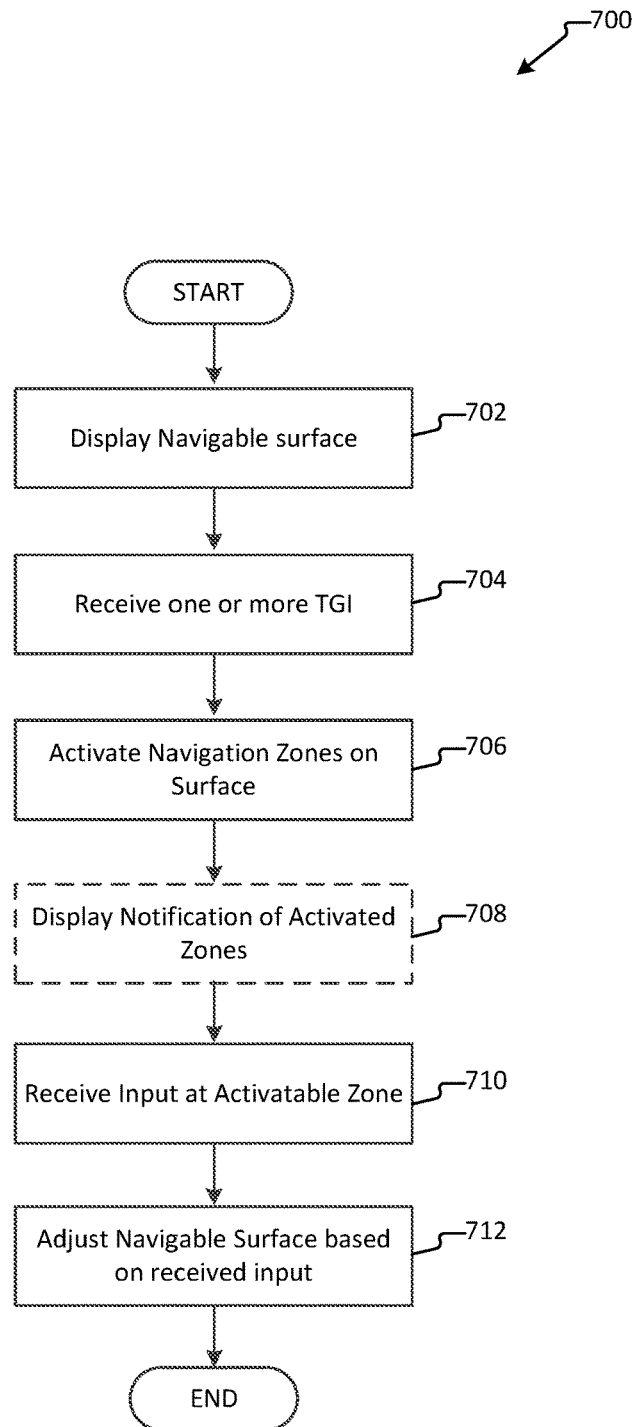 700
START
Display Navigable surface
702
Receive one or more TGI
704
Activate Navigation Zones on
Surface
706
Display Notification of Activated
Zones
708
Receive Input at Activatable Zone
710
Adjust Navigable Surface based
on received input
712
END